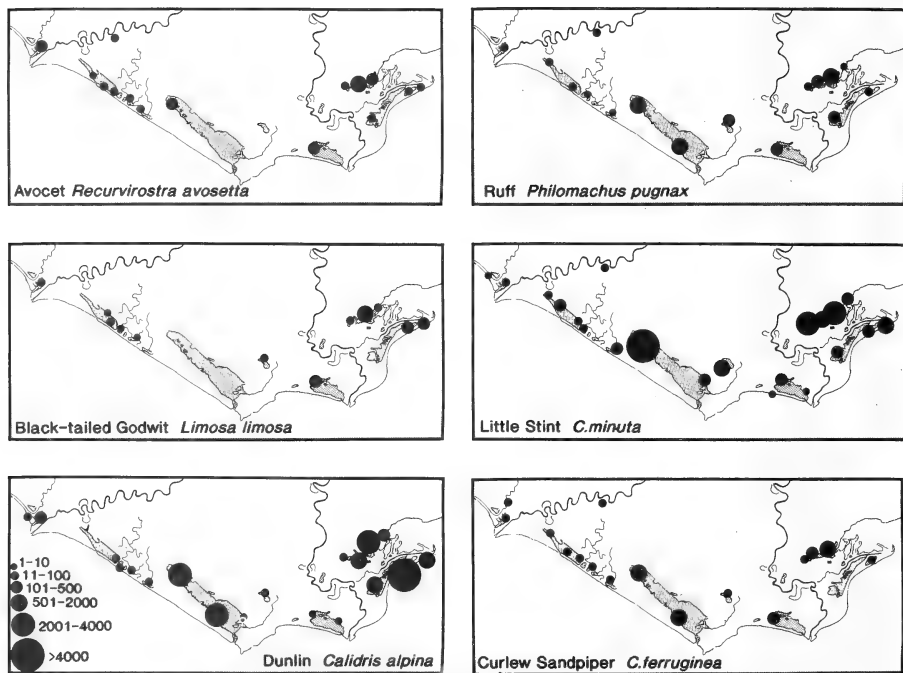 Avocet Recurvirostra avosetta
Ruff Philomachus pugnax
Black-tailed Godwit Limosa limosa
Little Stint C.minuta
1-10
11-100
101-500
501-2000
2001-4000
>4000
Dunlin Calidris alpina
Curlew Sandpiper C.ferruginea